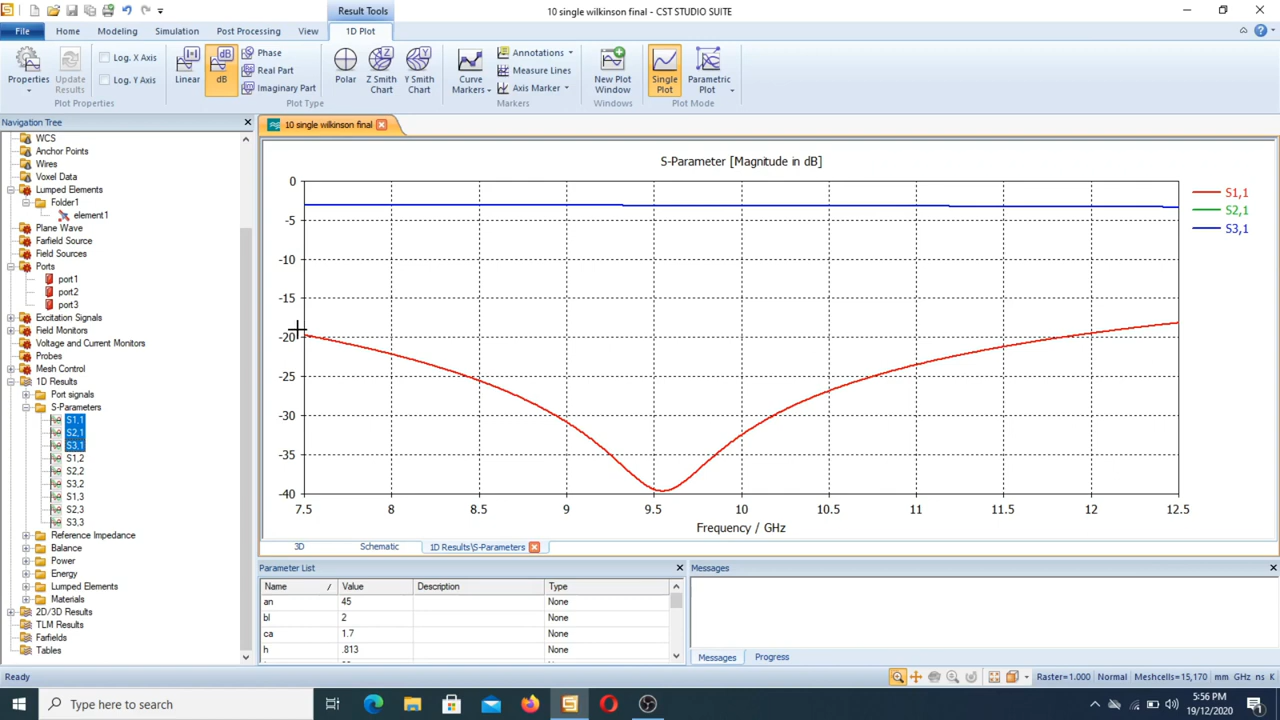 Result Tools
10 single wilkinson final - CST STUDIO SUITE
File Home Modeling Simulation Post Processing View 1D Plot
Properties
Update Results
Log. X Axis
Log. Y Axis
Plot Properties
Linear
dB
Phase
Real Part
Imaginary Part
Plot Type
Polar
Z Smith Chart
Y Smith Chart
Curve Markers
Annotations
Measure Lines
Axis Marker
Markers
New Plot Window
Windows
Single Plot
Parametric Plot
Plot Mode
Navigation Tree
WCS
Anchor Points
Wires
Voxel Data
Lumped Elements
Folder1
element1
Plane Wave
Farfield Source
Field Sources
Ports
port1
port2
port3
Excitation Signals
Field Monitors
Voltage and Current Monitors
Probes
Mesh Control
1D Results
Port signals
S-Parameters
S1,1
S2,1
S3,1
S1,2
S2,2
S3,2
S1,3
S2,3
S3,3
Reference Impedance
Balance
Power
Energy
Lumped Elements
Materials
2D/3D Results
TLM Results
Farfields
Tables
10 single wilkinson final
S-Parameter [Magnitude in dB]
0
-5
-10
-15
-20
-25
-30
-35
-40
7.5 8 8.5 9 9.5 10 10.5 11 11.5 12 12.5
Frequency / GHz
S1,1
S2,1
S3,1
3D Schematic 1D Results\S-Parameters
Parameter List
Name / Value Description Type
an 45 None
bl 2 None
ca 1.7 None
h .813 None
Messages
Messages Progress
Ready
Raster=1.000 Normal Meshcells=15,170 mm GHz ns K
Type here to search
5:56 PM
19/12/2020
1